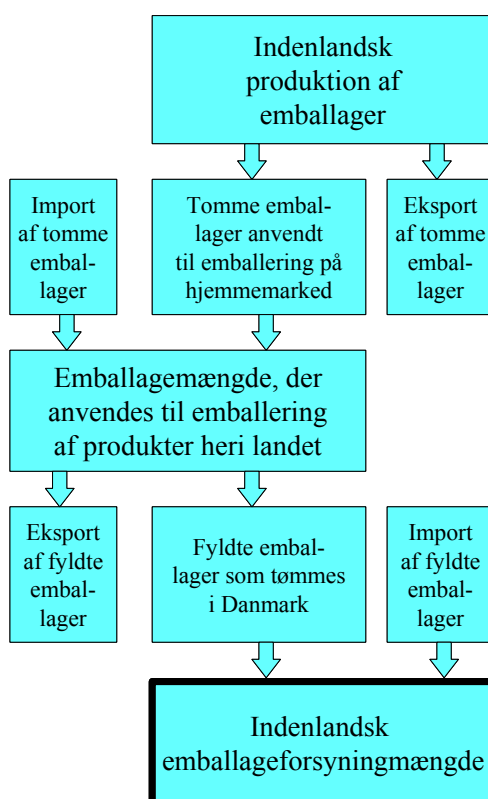 Indenlandsk
produktion af
emballager
Import
af tomme
embal-
lager
Tomme embal-
lager anvendt
til emballering på
hjemmemarked
Eksport
af tomme
embal-
lager
Emballagemængde, der
anvendes til emballering
af produkter heri landet
Eksport
af fyldte
embal-
lager
Fyldte embal-
lager som tømmes
i Danmark
Import
af fyldte
embal-
lager
Indenlandsk
emballageforsyningmængde